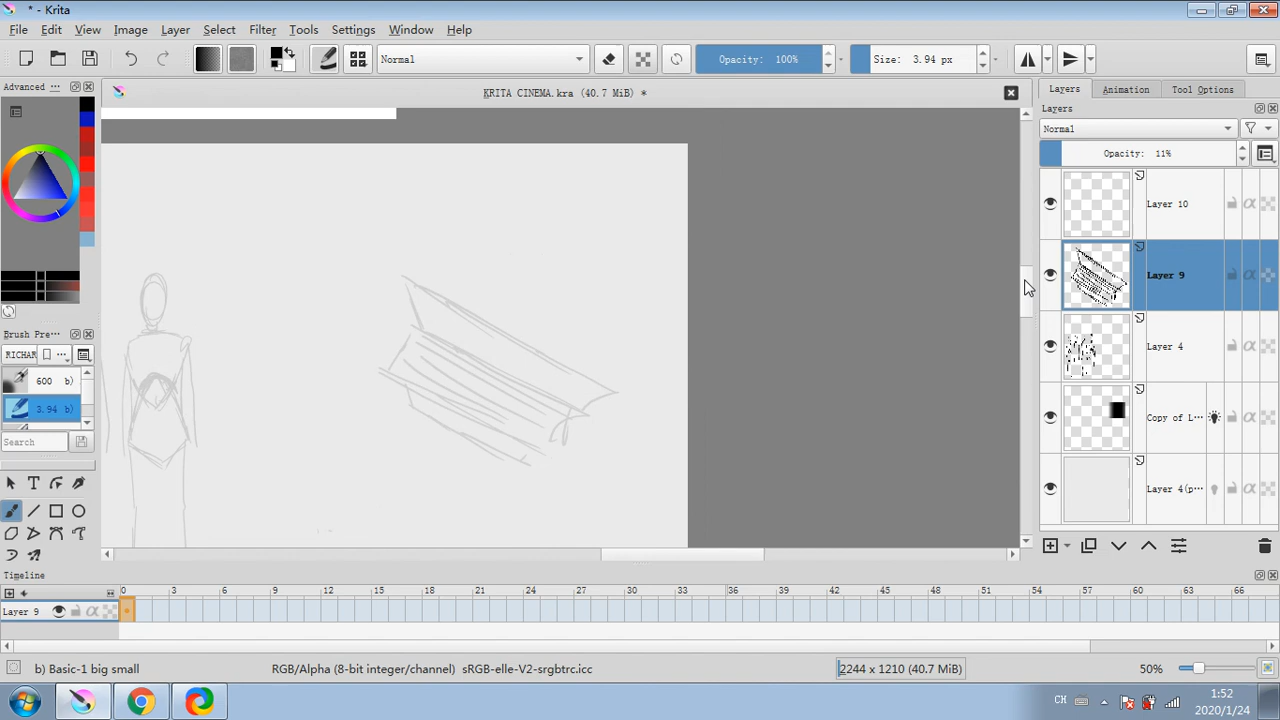 * - Krita
File Edit View Image Layer Select Filter Tools Settings Window Help
Normal Opacity: 100% Size: 3.94 px
Advanced ···
KRITA CINEMA.kra (40.7 MiB) *
Layers Animation Tool Options
Layers
Normal
Opacity: 11%
Layer 10
Layer 9
Layer 4
Copy of L···
Layer 4(p···
Brush Pre···
RICHAR
600 b)
3.94 b)
Search
Timeline
0 3 6 9 12 15 18 21 24 27 30 33 36 39 42 45 48 51 54 57 60 63 66
Layer 9
b) Basic-1 big small RGB/Alpha (8-bit integer/channel) sRGB-elle-V2-srgbtrc.icc 2244 x 1210 (40.7 MiB) 50%
CH 1:52
2020/1/24